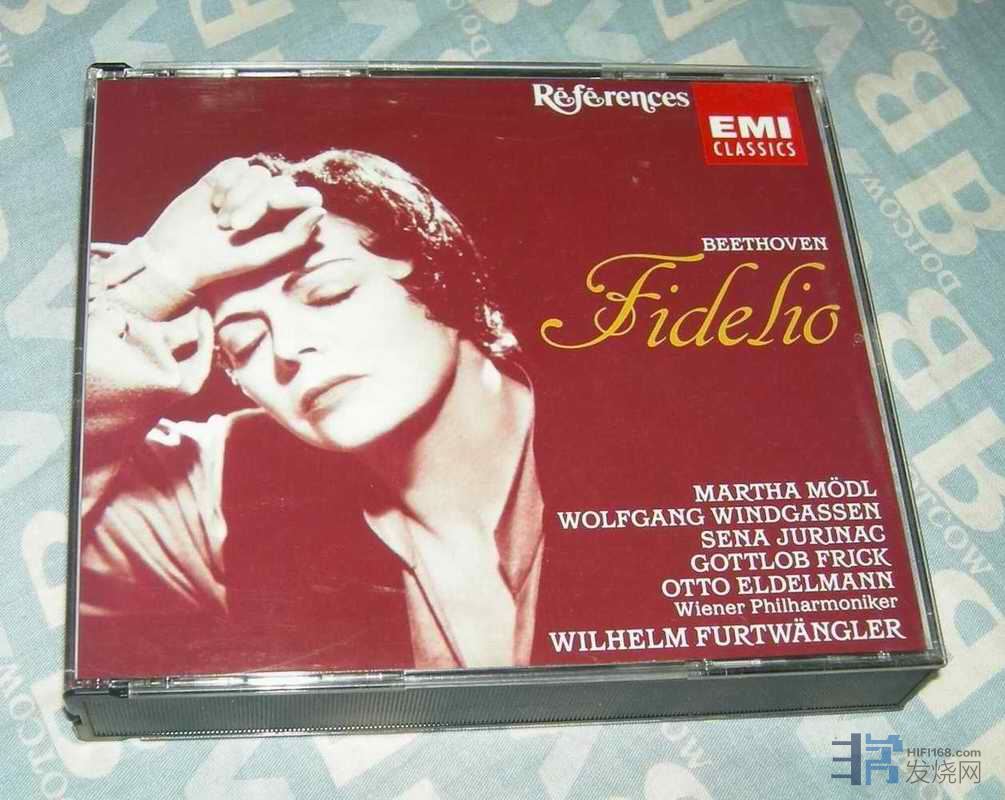 Références
EMI
CLASSICS
BEETHOVEN
Fidelio
MARTHA MÖDL
WOLFGANG WINDGASSEN
SENA JURINAC
GOTTLOB FRICK
OTTO ELDELMANN
Wiener Philharmoniker
WILHELM FURTWÄNGLER
HIFI168.com
发烧网